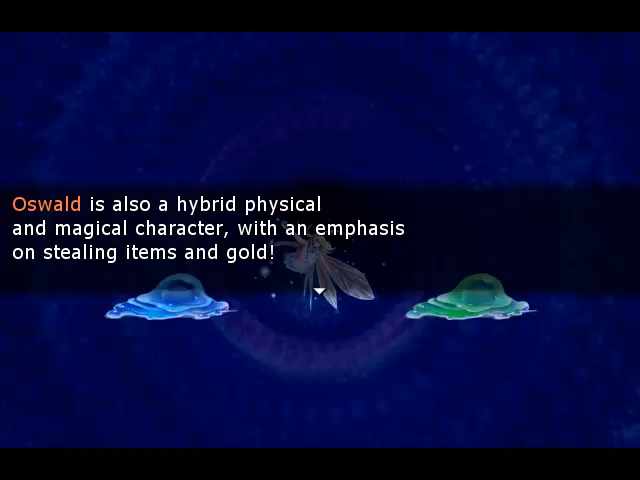 Oswald is also a hybrid physical
and magical character, with an emphasis
on stealing items and gold!